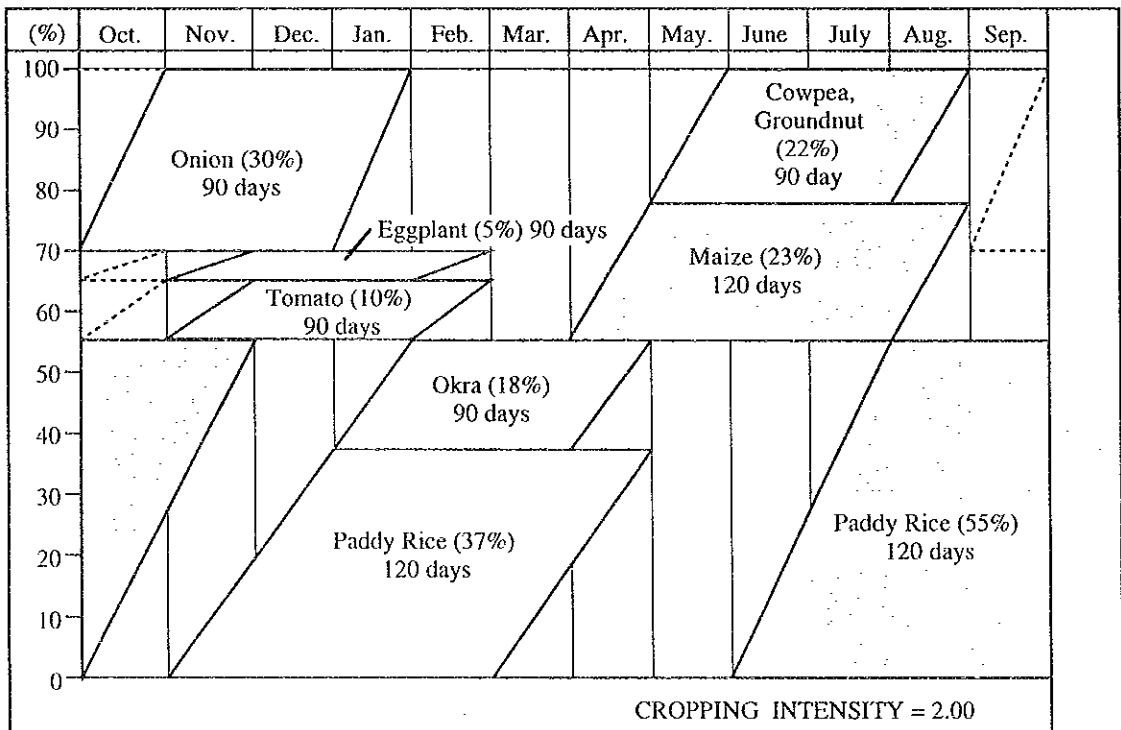 (%) Oct. Nov. Dec. Jan. Feb. Mar. Apr. May. June July Aug. Sep.
100
90
80
70
60
50
40
30
20
10
0
Onion (30%)
90 days
Eggplant (5%) 90 days
Tomato (10%)
90 days
Okra (18%)
90 days
Paddy Rice (37%)
120 days
Cowpea,
Groundnut
(22%)
90 day
Maize (23%)
120 days
Paddy Rice (55%)
120 days
CROPPING INTENSITY = 2.00